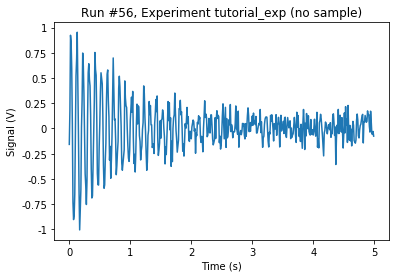 Run #56, Experiment tutorial_exp (no sample)
1
0.75
0.5
0.25
0
-0.25
-0.5
-0.75
-1
Signal (V)
0 1 2 3 4 5
Time (s)